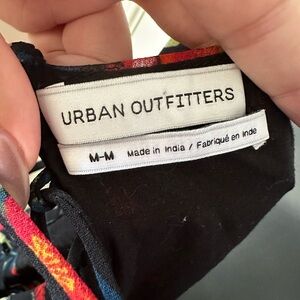 URBAN OUTFITTERS
M-M Made in India / Fabriqué en Inde